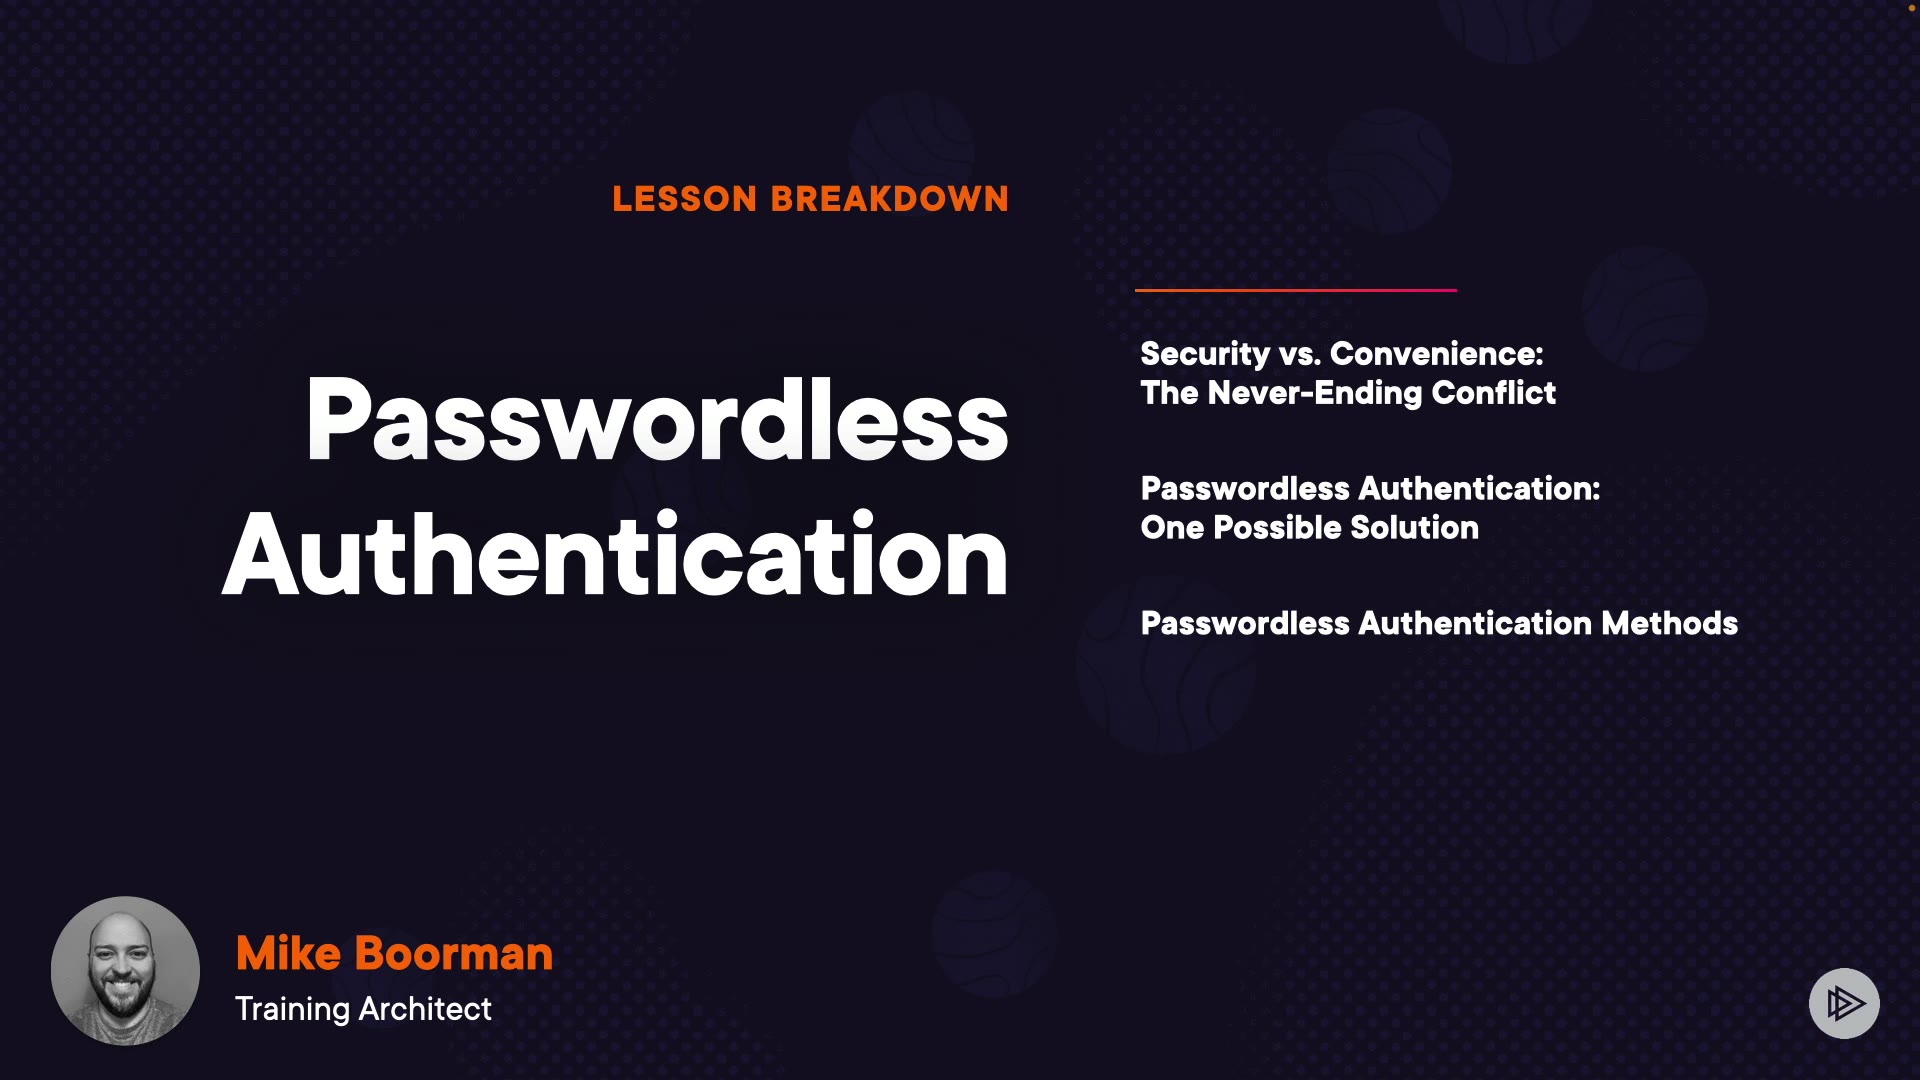 LESSON BREAKDOWN
Passwordless
Authentication
Security vs. Convenience:
The Never-Ending Conflict
Passwordless Authentication:
One Possible Solution
Passwordless Authentication Methods
Mike Boorman
Training Architect